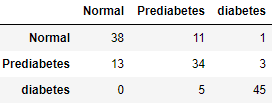 Normal Prediabetes diabetes
Normal 38 11 1
Prediabetes 13 34 3
diabetes 0 5 45